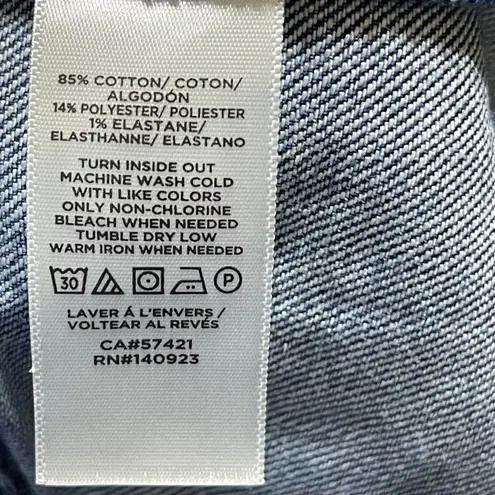 85% COTTON/ COTON/
ALGODÓN
14% POLYESTER/ POLIESTER
1% ELASTANE/
ELASTHANNE/ ELASTANO
TURN INSIDE OUT
MACHINE WASH COLD
WITH LIKE COLORS
ONLY NON-CHLORINE
BLEACH WHEN NEEDED
TUMBLE DRY LOW
WARM IRON WHEN NEEDED
30 P
LAVER Á L'ENVERS /
VOLTEAR AL REVÉS
CA#57421
RN#140923